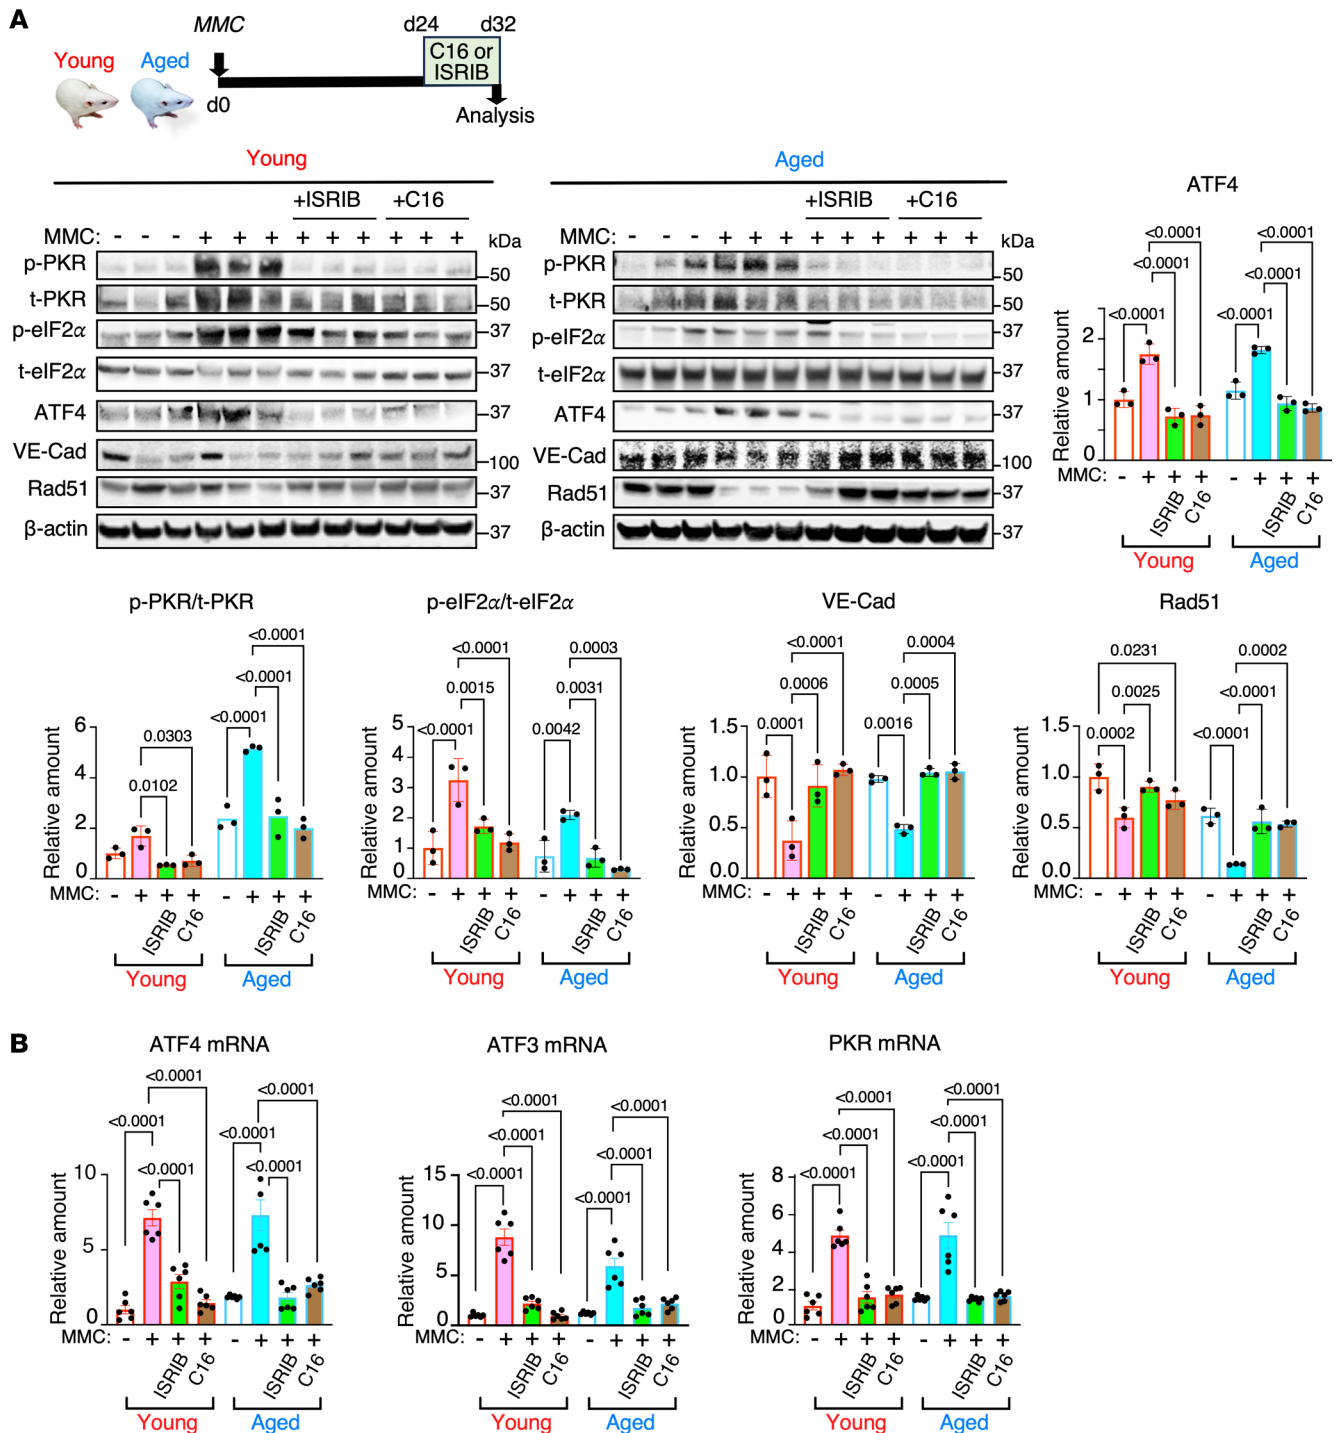 A
MMC
d24
d32
Young
Aged
C16 or
ISRIB
d0
Analysis
Young
+ISRIB
+C16
MMC: - - - + + + + + + + + +
kDa
p-PKR
50
t-PKR
50
p-eIF2α
37
t-eIF2α
37
ATF4
37
VE-Cad
100
Rad51
37
β-actin
37
Aged
+ISRIB
+C16
MMC: - - - + + + + + + + + +
kDa
p-PKR
50
t-PKR
50
p-eIF2α
37
t-eIF2α
37
ATF4
37
VE-Cad
100
Rad51
37
β-actin
37
ATF4
<0.0001
<0.0001
<0.0001
<0.0001
<0.0001
<0.0001
Relative amount
2
1
0
MMC: - + + + - + + +
ISRIB
C16
ISRIB
C16
Young
Aged
p-PKR/t-PKR
<0.0001
<0.0001
<0.0001
0.0303
0.0102
Relative amount
6
4
2
0
MMC: - + + + - + + +
ISRIB
C16
ISRIB
C16
Young
Aged
p-eIF2α/t-eIF2α
<0.0001
0.0003
0.0015
0.0031
<0.0001
0.0042
Relative amount
5
4
3
2
1
0
MMC: - + + + - + + +
ISRIB
C16
ISRIB
C16
Young
Aged
VE-Cad
<0.0001
0.0004
0.0006
0.0005
0.0001
0.0016
Relative amount
1.5
1.0
0.5
0.0
MMC: - + + + - + + +
ISRIB
C16
ISRIB
C16
Young
Aged
Rad51
0.0231
0.0002
0.0025
<0.0001
0.0002
<0.0001
Relative amount
1.5
1.0
0.5
0.0
MMC: - + + + - + + +
ISRIB
C16
ISRIB
C16
Young
Aged
B
ATF4 mRNA
<0.0001
<0.0001
<0.0001
<0.0001
<0.0001
<0.0001
Relative amount
10
5
0
MMC: - + + + - + + +
ISRIB
C16
ISRIB
C16
Young
Aged
ATF3 mRNA
<0.0001
<0.0001
<0.0001
<0.0001
<0.0001
<0.0001
Relative amount
15
10
5
0
MMC: - + + + - + + +
ISRIB
C16
ISRIB
C16
Young
Aged
PKR mRNA
<0.0001
<0.0001
<0.0001
<0.0001
<0.0001
<0.0001
Relative amount
8
6
4
2
0
MMC: - + + + - + + +
ISRIB
C16
ISRIB
C16
Young
Aged